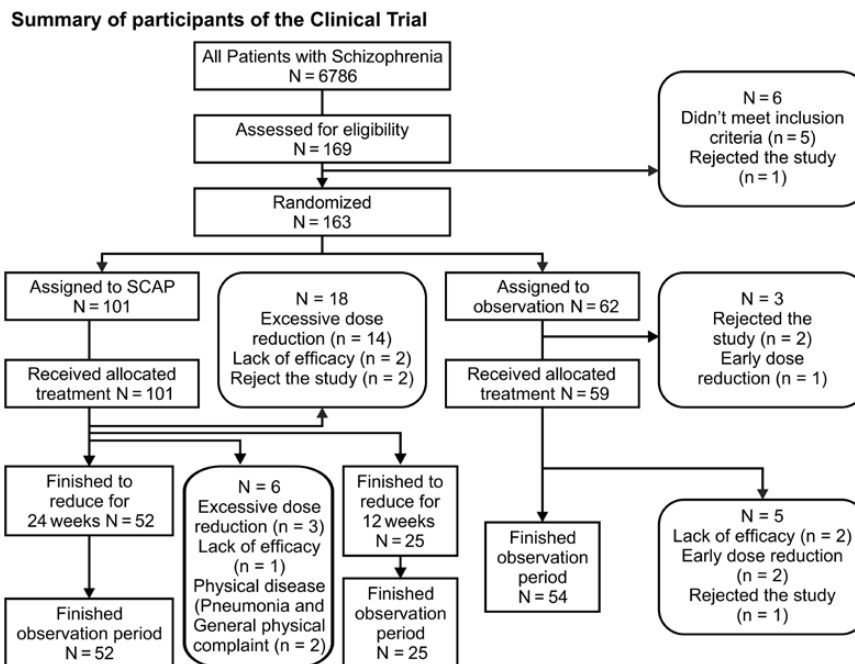 Summary of participants of the Clinical Trial
All Patients with Schizophrenia
N = 6786
Assessed for eligibility
N = 169
N = 6
Didn't meet inclusion
criteria (n = 5)
Rejected the study
(n = 1)
Randomized
N = 163
Assigned to SCAP
N = 101
N = 18
Excessive dose
reduction (n = 14)
Lack of efficacy (n = 2)
Reject the study (n = 2)
Assigned to
observation N = 62
N = 3
Rejected the
study (n = 2)
Early dose
reduction (n = 1)
Received allocated
treatment N = 101
Received allocated
treatment N = 59
Finished to
reduce for
24 weeks N = 52
N = 6
Excessive dose
reduction (n = 3)
Lack of efficacy
(n = 1)
Physical disease
(Pneumonia and
General physical
complaint (n = 2)
Finished to
reduce for
12 weeks
N = 25
Finished
observation
period
N = 54
N = 5
Lack of efficacy (n = 2)
Early dose reduction
(n = 2)
Rejected the study
(n = 1)
Finished
observation period
N = 52
Finished
observation
period
N = 25